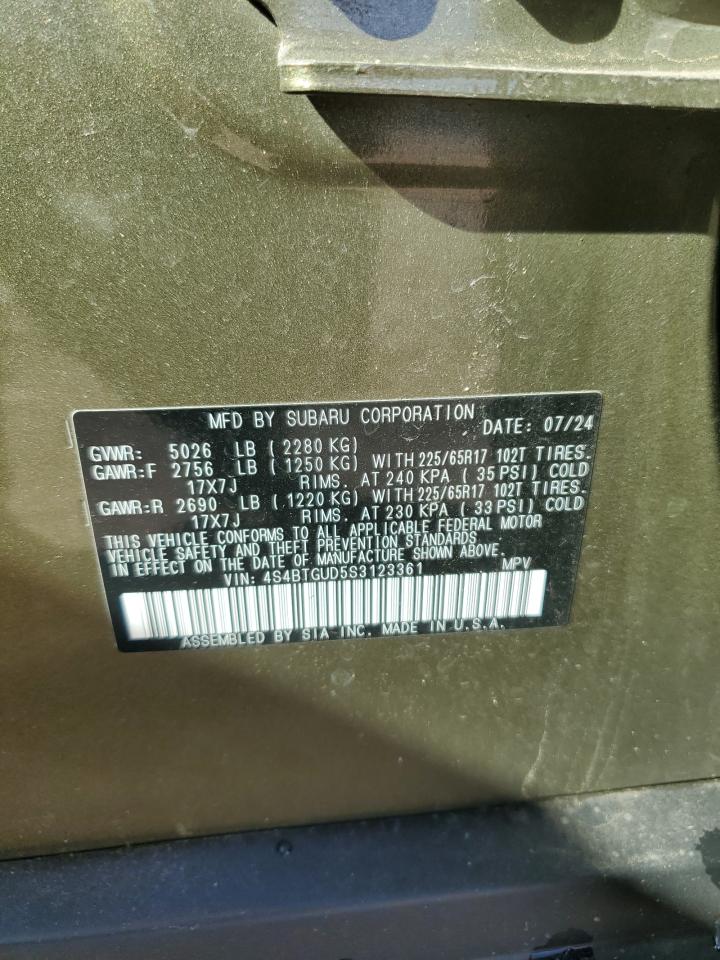 MFD BY SUBARU CORPORATION DATE: 07/24
GVWR: 5026 LB ( 2280 KG)
GAWR:F 2756 LB ( 1250 KG) WITH 225/65R17 102T TIRES.
17X7J RIMS. AT 240 KPA ( 35 PSI) COLD
GAWR:R 2690 LB ( 1220 KG) WITH 225/65R17 102T TIRES.
17X7J RIMS. AT 230 KPA ( 33 PSI) COLD
THIS VEHICLE CONFORMS TO ALL APPLICABLE FEDERAL MOTOR
VEHICLE SAFETY AND THEFT PREVENTION STANDARDS
IN EFFECT ON THE DATE OF MANUFACTURE SHOWN ABOVE.
VIN: 4S4BTGUD5S3123361 MPV
ASSEMBLED BY SIA INC. MADE IN U.S.A.